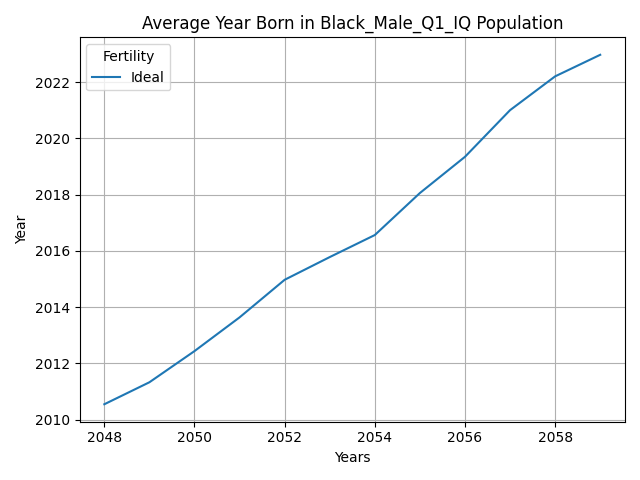 Average Year Born in Black_Male_Q1_IQ Population
Fertility
Ideal
2022
2020
2018
2016
2014
2012
2010
Year
2048 2050 2052 2054 2056 2058
Years